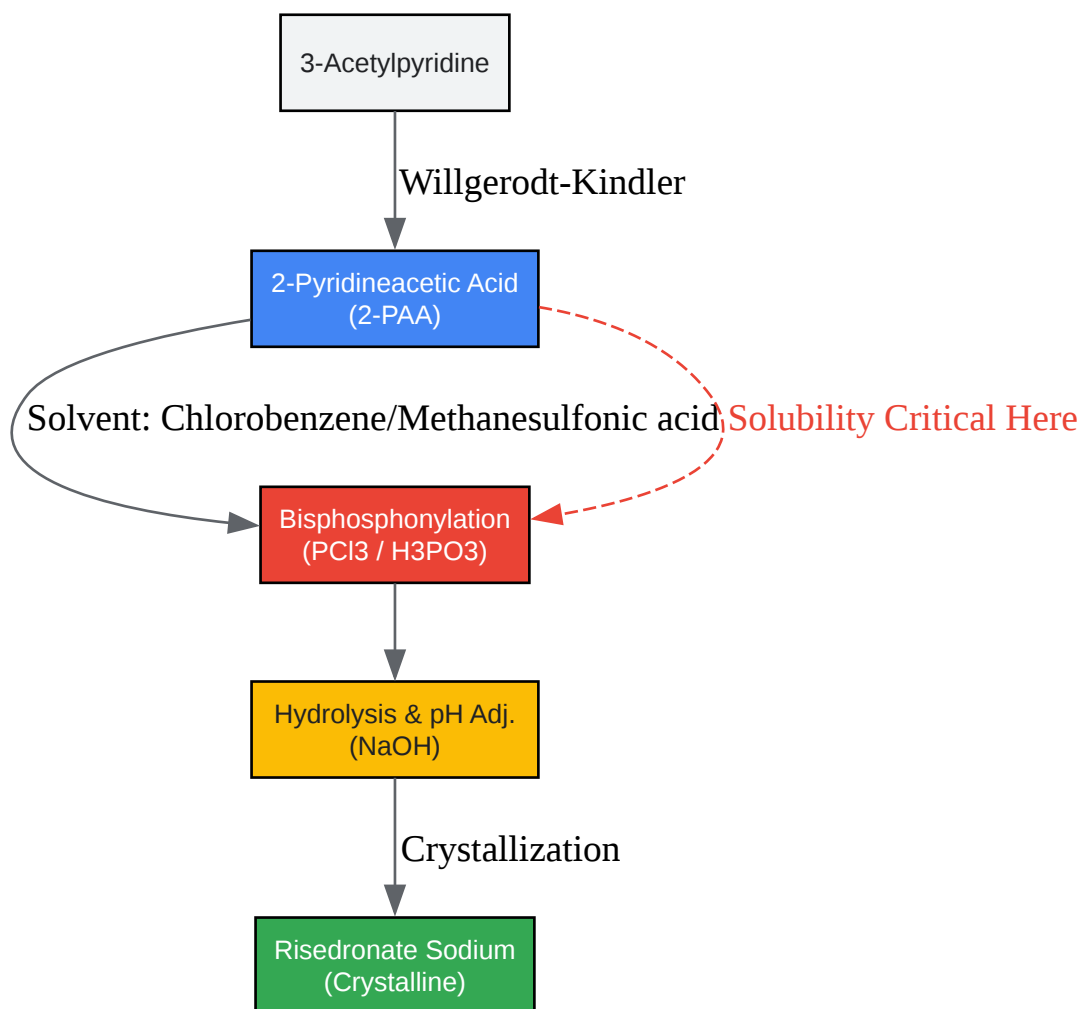 3-Acetylpyridine
Willgerodt-Kindler
2-Pyridineacetic Acid
(2-PAA)
Solvent: Chlorobenzene/Methanesulfonic acid
Solubility Critical Here
Bisphosphonylation
(PCl3 / H3PO3)
Hydrolysis & pH Adj.
(NaOH)
Crystallization
Risedronate Sodium
(Crystalline)